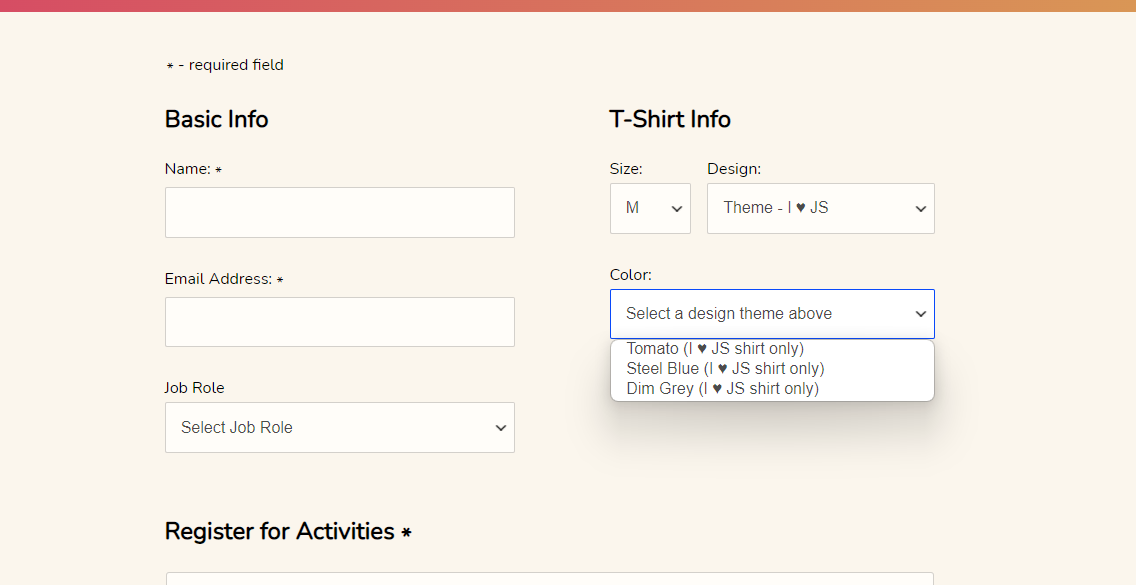 * - required field
Basic Info
Name: *
Email Address: *
Job Role
Select Job Role
T-Shirt Info
Size:
M
Design:
Theme - I ♥ JS
Color:
Select a design theme above
Tomato (I ♥ JS shirt only)
Steel Blue (I ♥ JS shirt only)
Dim Grey (I ♥ JS shirt only)
Register for Activities *